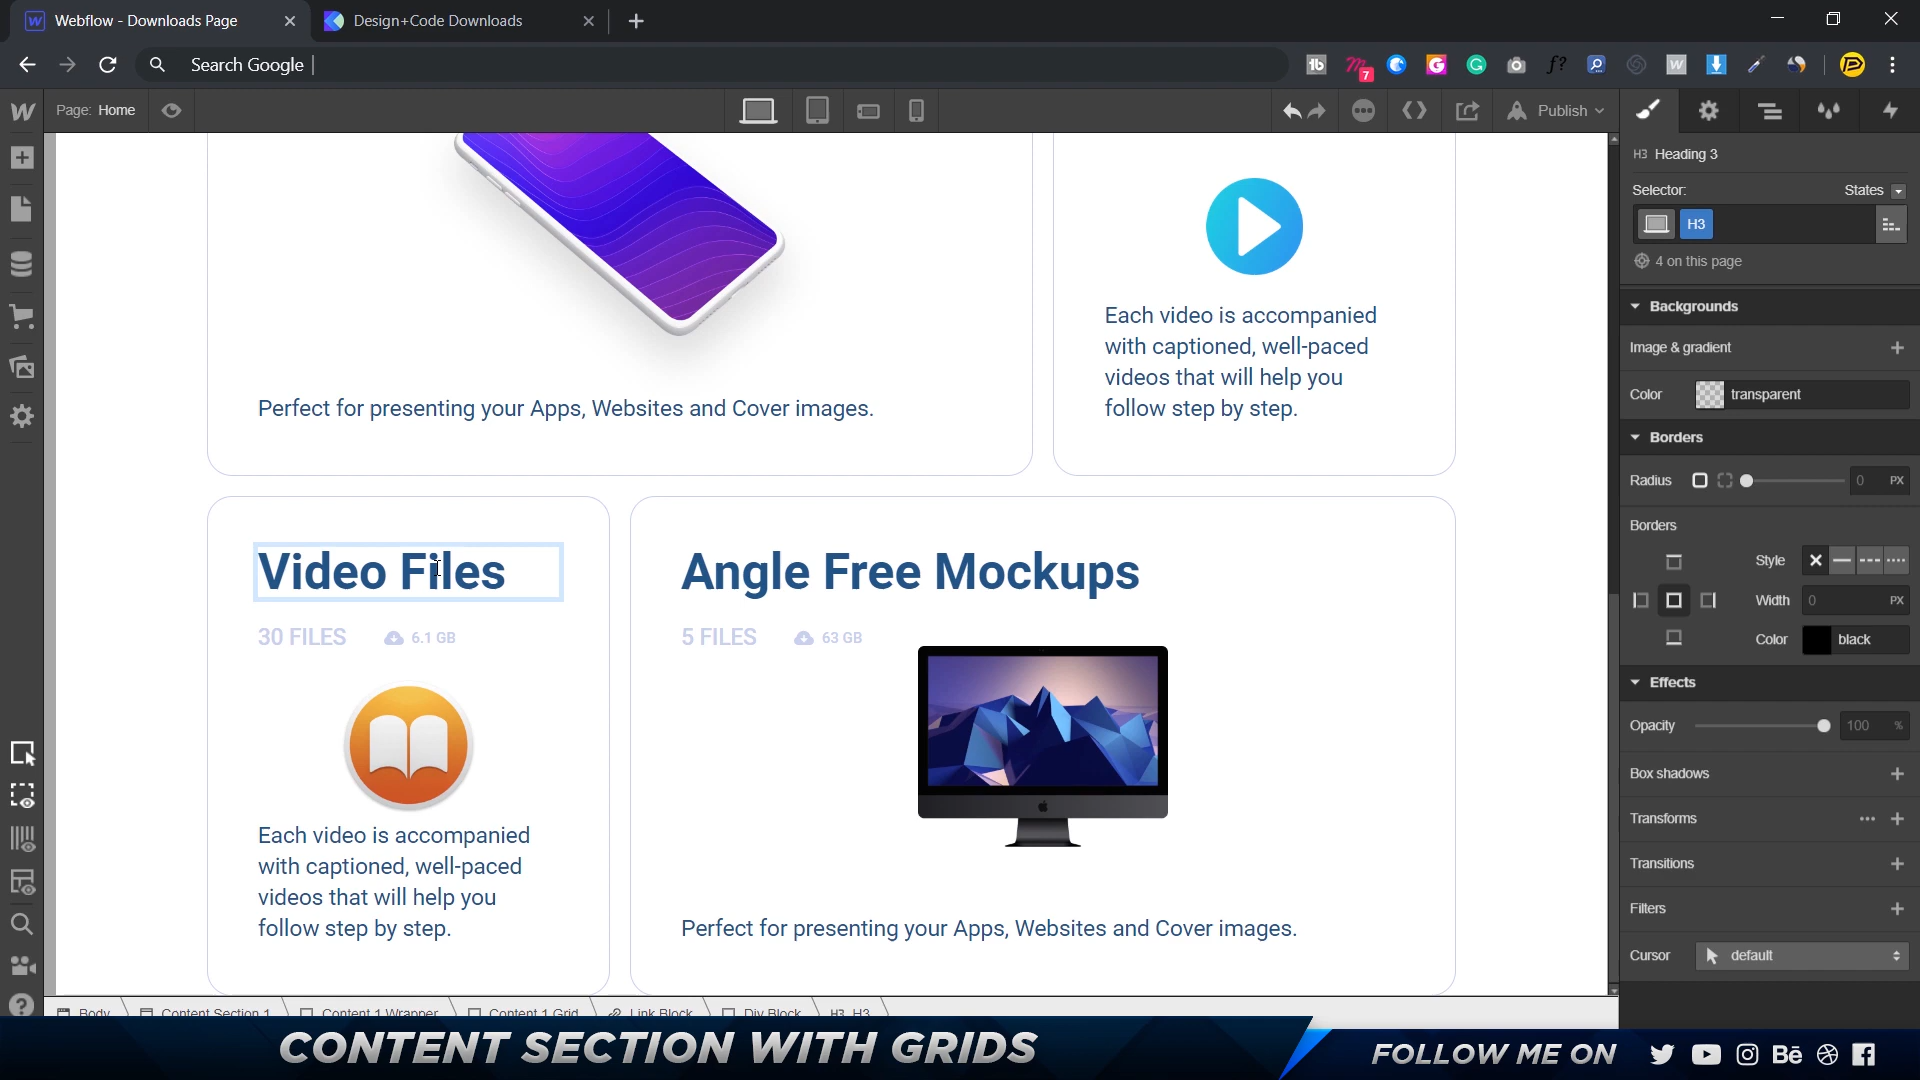 Webflow - Downloads Page
Design+Code Downloads
Search Google
7
Page: Home
Publish
H3 Heading 3
Selector:
States
H3
4 on this page
Backgrounds
Image & gradient
Color
transparent
Borders
Radius
0 PX
Borders
Style
Width
0 PX
Color
black
Effects
Opacity
100 %
Box shadows
Transforms
Transitions
Filters
Cursor
default
Perfect for presenting your Apps, Websites and Cover images.
Each video is accompanied
with captioned, well-paced
videos that will help you
follow step by step.
Video Files
30 FILES
6.1 GB
Each video is accompanied
with captioned, well-paced
videos that will help you
follow step by step.
Angle Free Mockups
5 FILES
63 GB
Perfect for presenting your Apps, Websites and Cover images.
Body
Content Section 1
Content 1 Wrapper
Content 1 Grid
Link Block
Div Block
H3 H3
CONTENT SECTION WITH GRIDS
FOLLOW ME ON